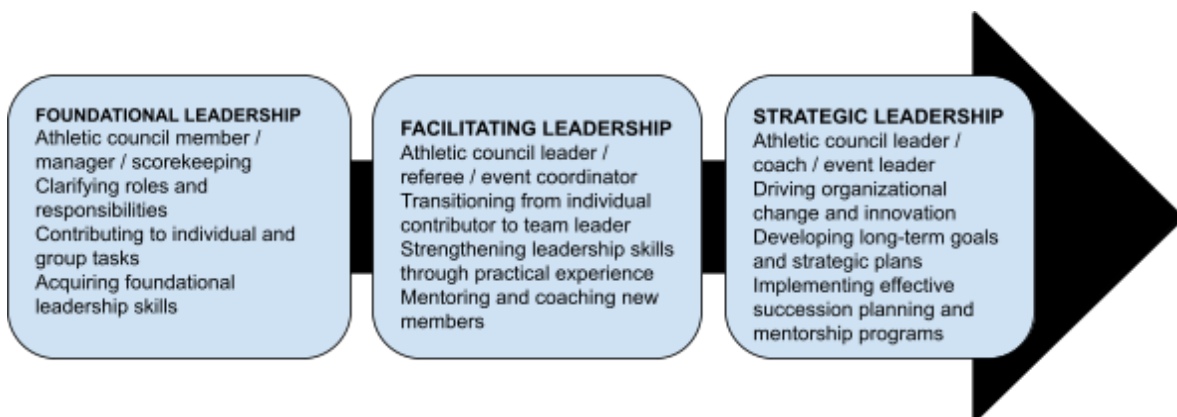 FOUNDATIONAL LEADERSHIP
Athletic council member /
manager / scorekeeping
Clarifying roles and
responsibilities
Contributing to individual and
group tasks
Acquiring foundational
leadership skills
FACILITATING LEADERSHIP
Athletic council leader /
referee / event coordinator
Transitioning from individual
contributor to team leader
Strengthening leadership skills
through practical experience
Mentoring and coaching new
members
STRATEGIC LEADERSHIP
Athletic council leader /
coach / event leader
Driving organizational
change and innovation
Developing long-term goals
and strategic plans
Implementing effective
succession planning and
mentorship programs